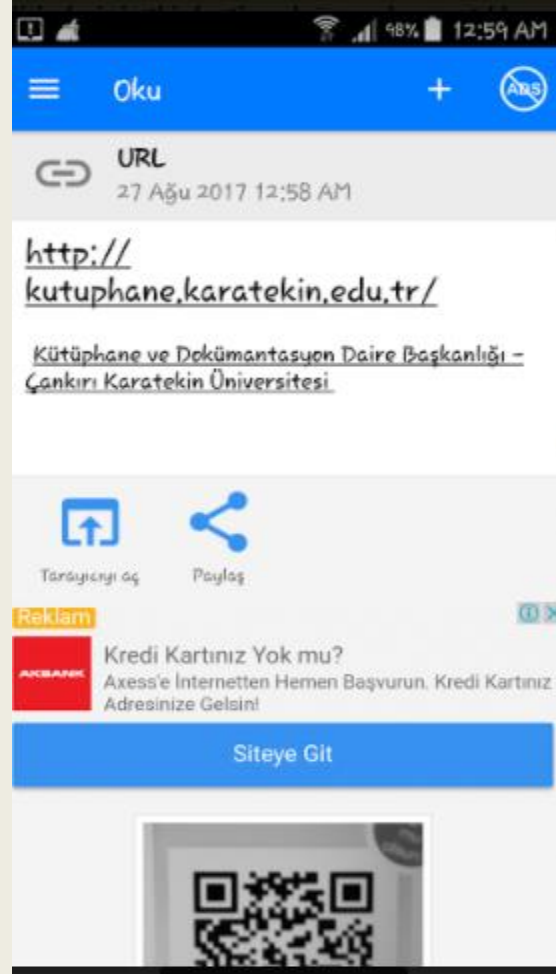 98% 12:59 AM
Oku
ADS
URL
27 Ağu 2017 12:58 AM
http://
kutuphane.karatekin.edu.tr/
Kütüphane ve Dokümantasyon Daire Başkanlığı –
Çankırı Karatekin Üniversitesi
Tarayıcıyı aç
Paylaş
Reklam
AKBANK
Kredi Kartınız Yok mu?
Axess'e İnternetten Hemen Başvurun. Kredi Kartınız
Adresinize Gelsin!
Siteye Git